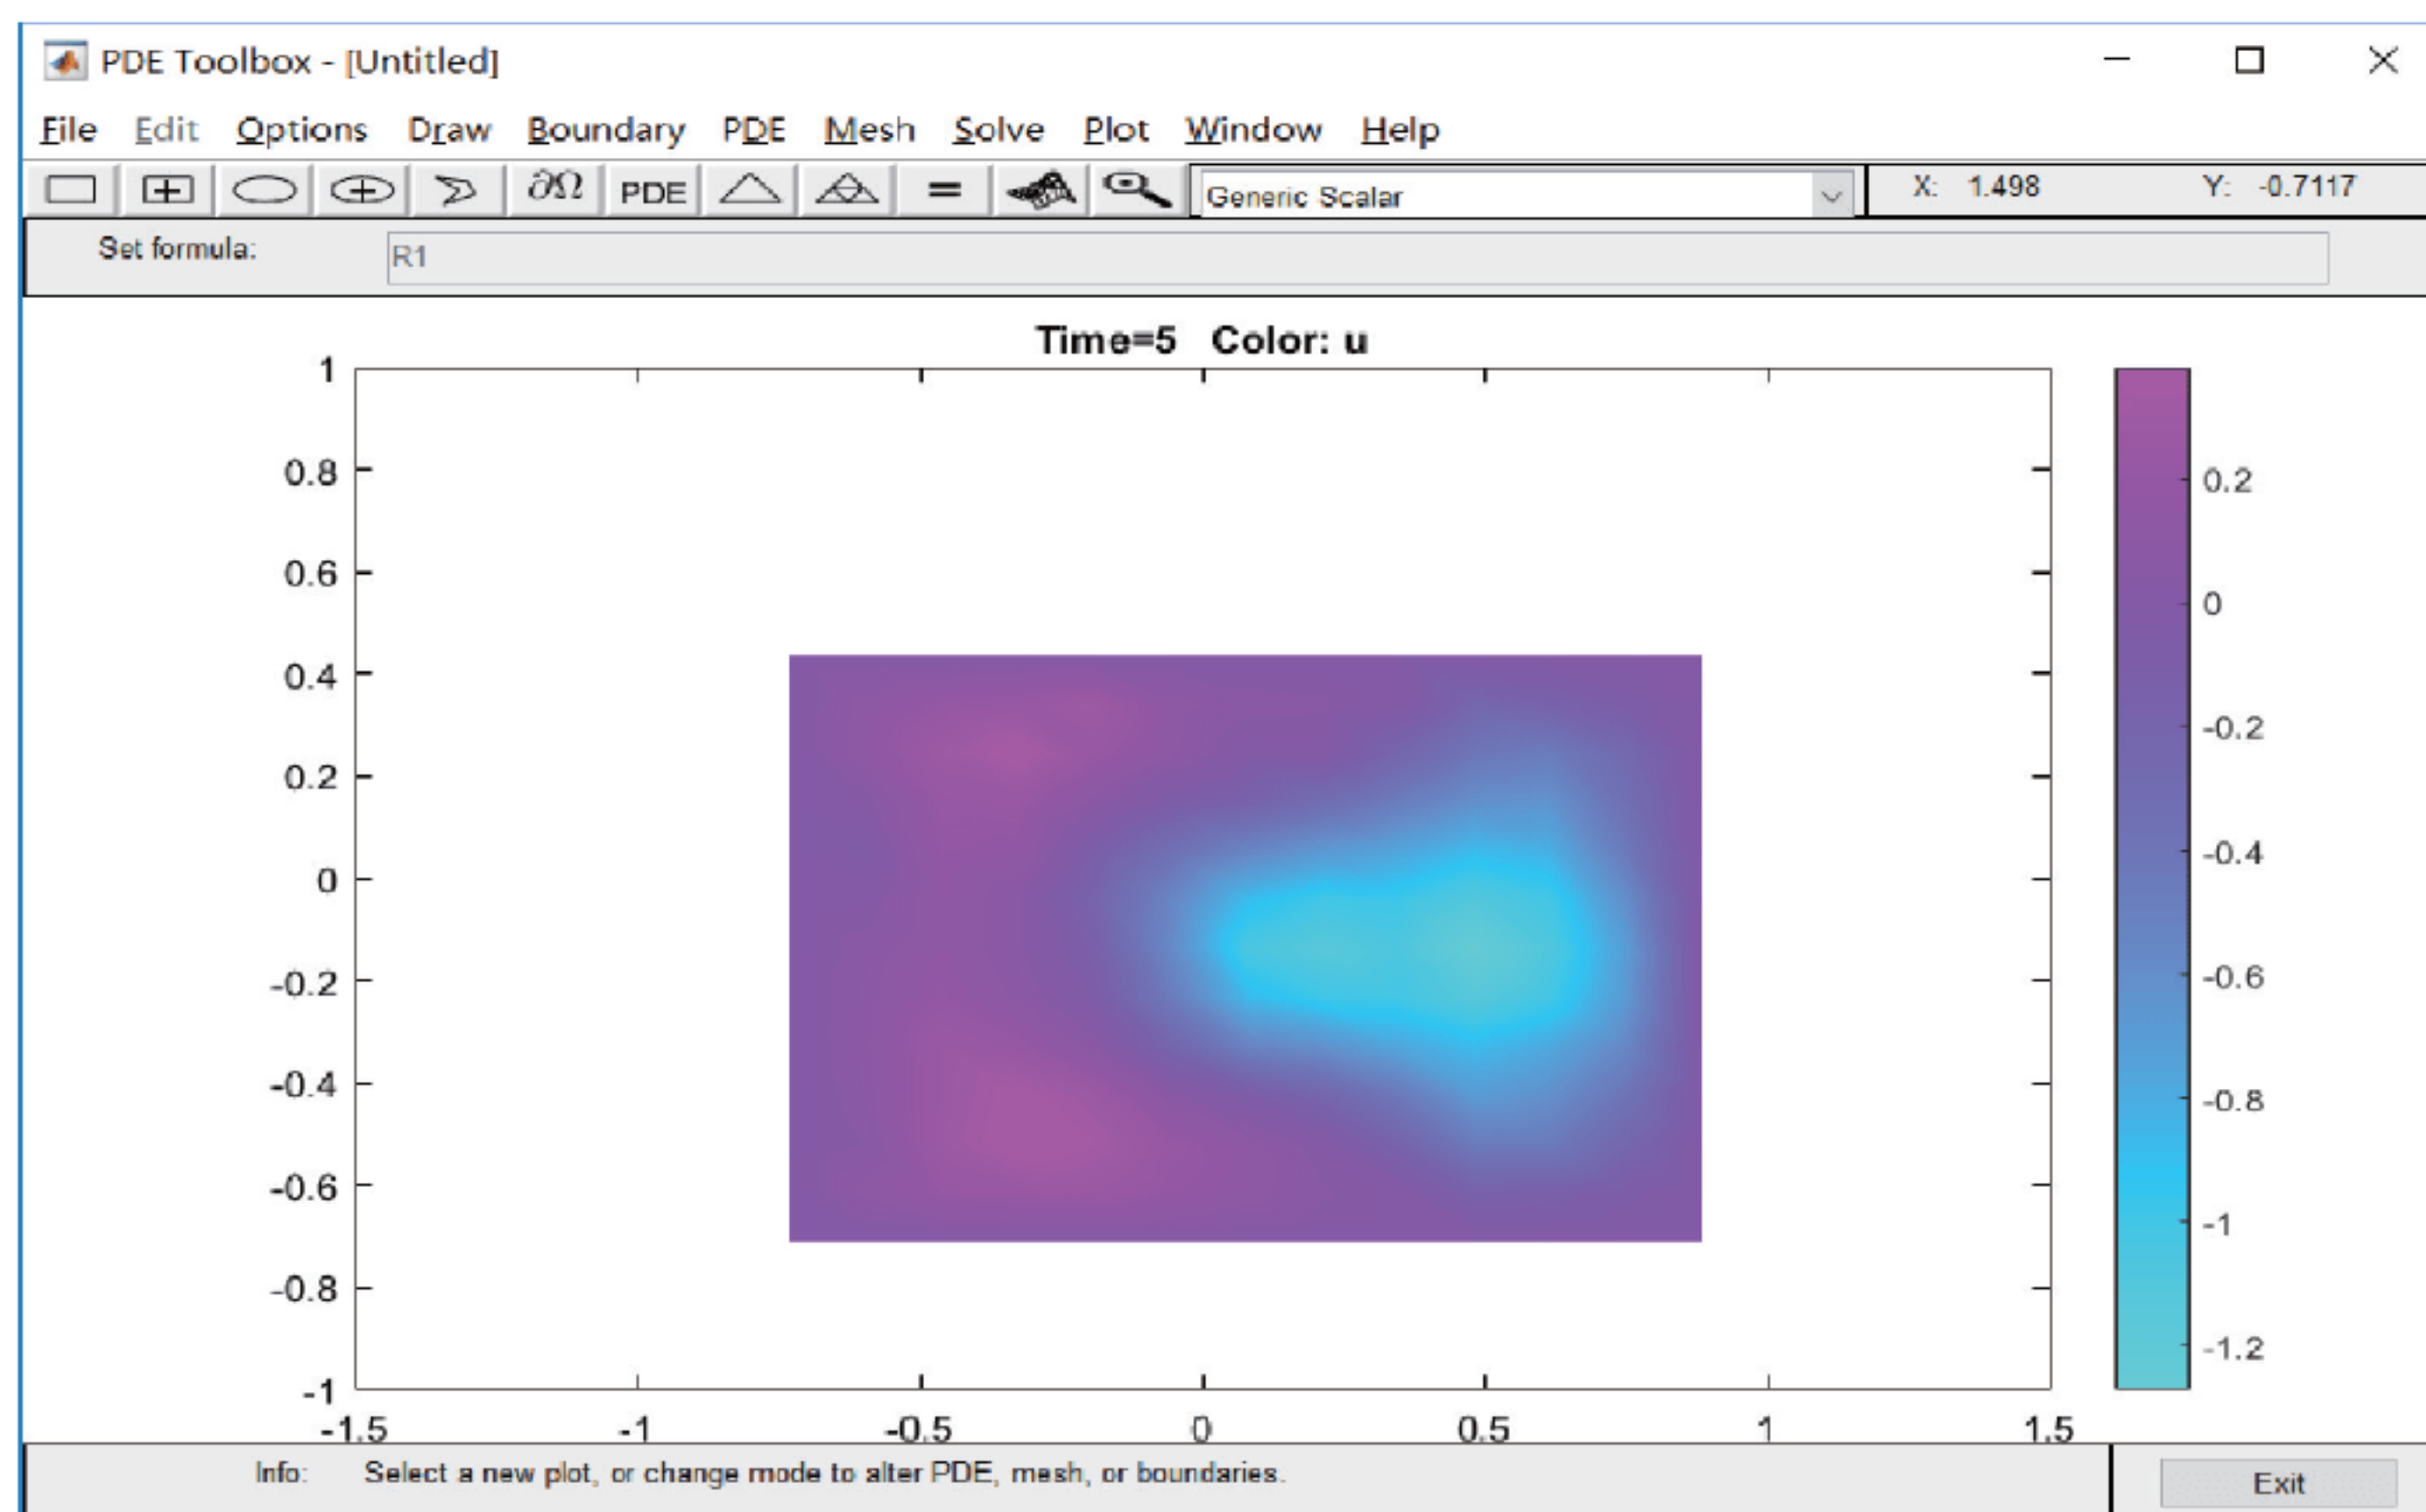 PDE Toolbox - [Untitled]
File Edit Options Draw Boundary PDE Mesh Solve Plot Window Help
∂Ω PDE = Generic Scalar X: 1.498 Y: -0.7117
Set formula: R1
Time=5 Color: u
1
0.8
0.6
0.4
0.2
0
-0.2
-0.4
-0.6
-0.8
-1
-1.5 -1 -0.5 0 0.5 1 1.5
0.2
0
-0.2
-0.4
-0.6
-0.8
-1
-1.2
Info: Select a new plot, or change mode to alter PDE, mesh, or boundaries.
Exit